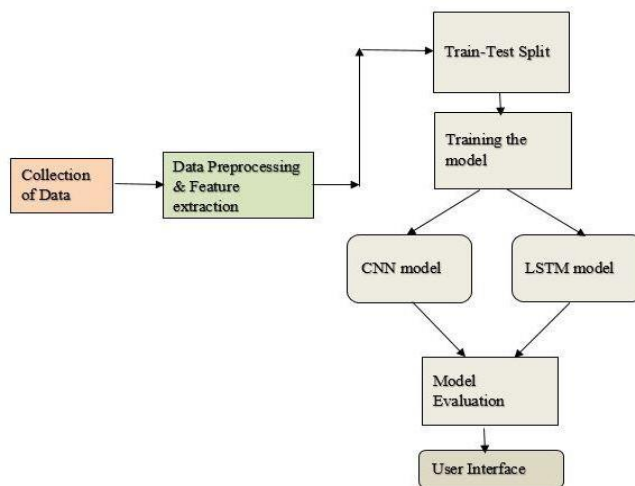 Collection
of Data
Data Preprocessing
& Feature
extraction
Train-Test Split
Training the
model
CNN model
LSTM model
Model
Evaluation
User Interface